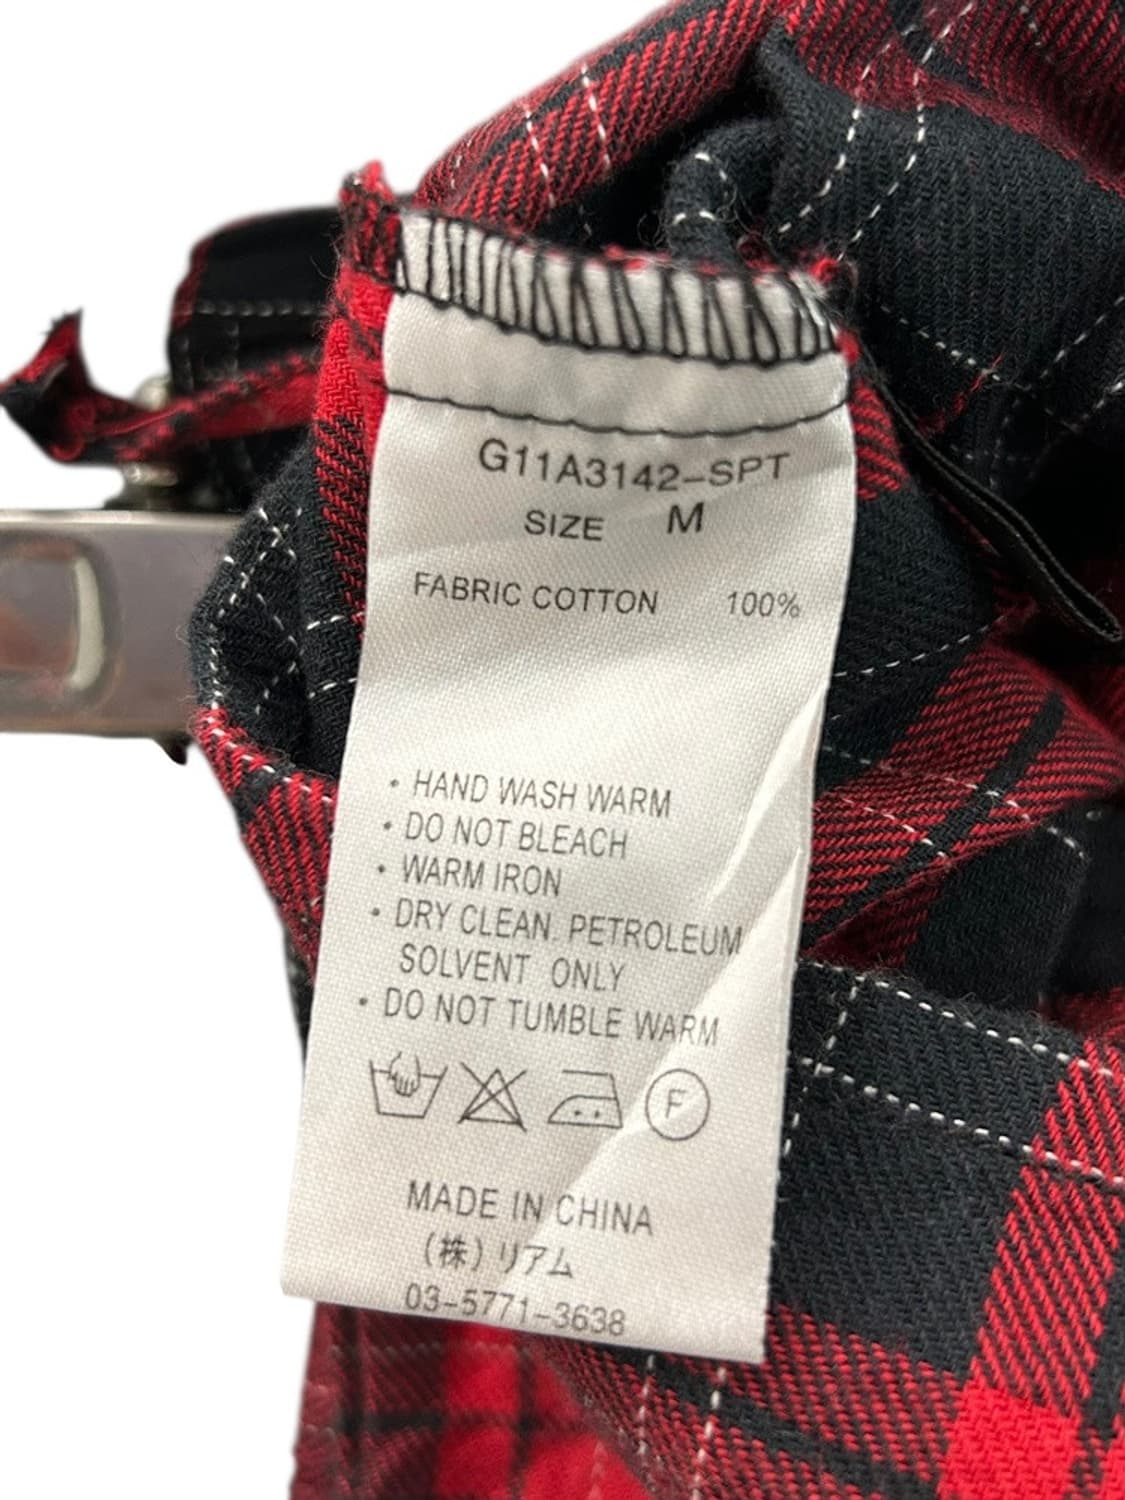 G11A3142-SPT
SIZE M
FABRIC COTTON 100%
• HAND WASH WARM
• DO NOT BLEACH
• WARM IRON
• DRY CLEAN. PETROLEUM
SOLVENT ONLY
• DO NOT TUMBLE WARM
F
MADE IN CHINA
(株)リアム
03-5771-3638